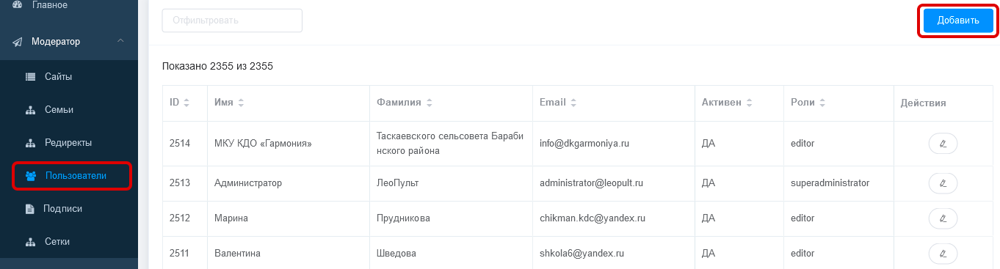 Главное
Модератор
Сайты
Семьи
Редиректы
Пользователи
Подписи
Сетки
Отфильтровать
Добавить
Показано 2355 из 2355
ID Имя Фамилия Email Активен Роли Действия
2514 МКУ КДО «Гармония» Таскаевского сельсовета Бараби
нского района info@dkgarmoniya.ru ДА editor
2513 Администратор ЛеоПульт administrator@leopult.ru ДА superadministrator
2512 Марина Прудникова chikman.kdc@yandex.ru ДА editor
2511 Валентина Шведова shkola6@yandex.ru ДА editor